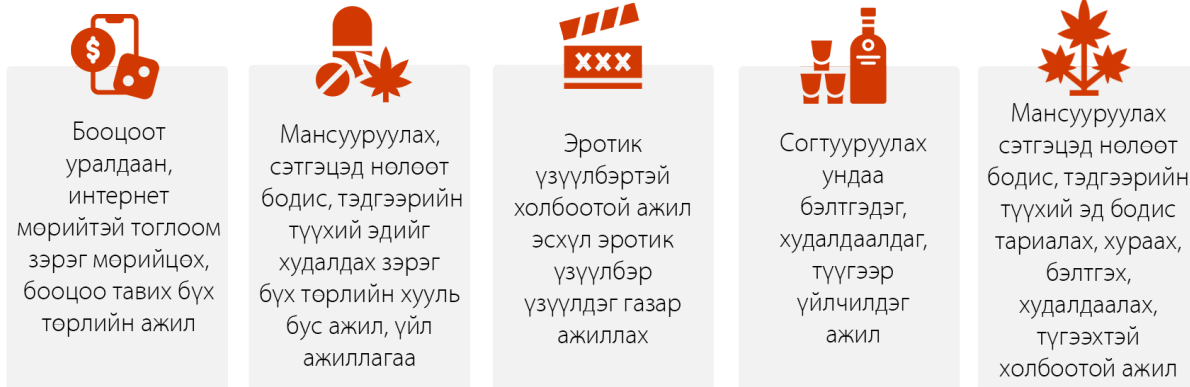 Бооцоот
уралдаан,
интернет
мөрийтэй тоглоом
зэрэг мөрийцөх,
бооцоо тавих бүх
төрлийн ажил
Мансууруулах,
сэтгэцэд нөлөөт
бодис, тэдгээрийн
түүхий эдийг
худалдах зэрэг
бүх төрлийн хууль
бус ажил, үйл
ажиллагаа
XXX
Эротик
үзүүлбэртэй
холбоотой ажил
эсхүл эротик
үзүүлбэр
үзүүлдэг газар
ажиллах
Согтууруулах
ундаа
бэлтгэдэг,
худалдаалдаг,
түүгээр
үйлчилдэг
ажил
Мансууруулах
сэтгэцэд нөлөөт
бодис, тэдгээрийн
түүхий эд бодис
тариалах, хураах,
бэлтгэх,
худалдаалах,
түгээхтэй
холбоотой ажил